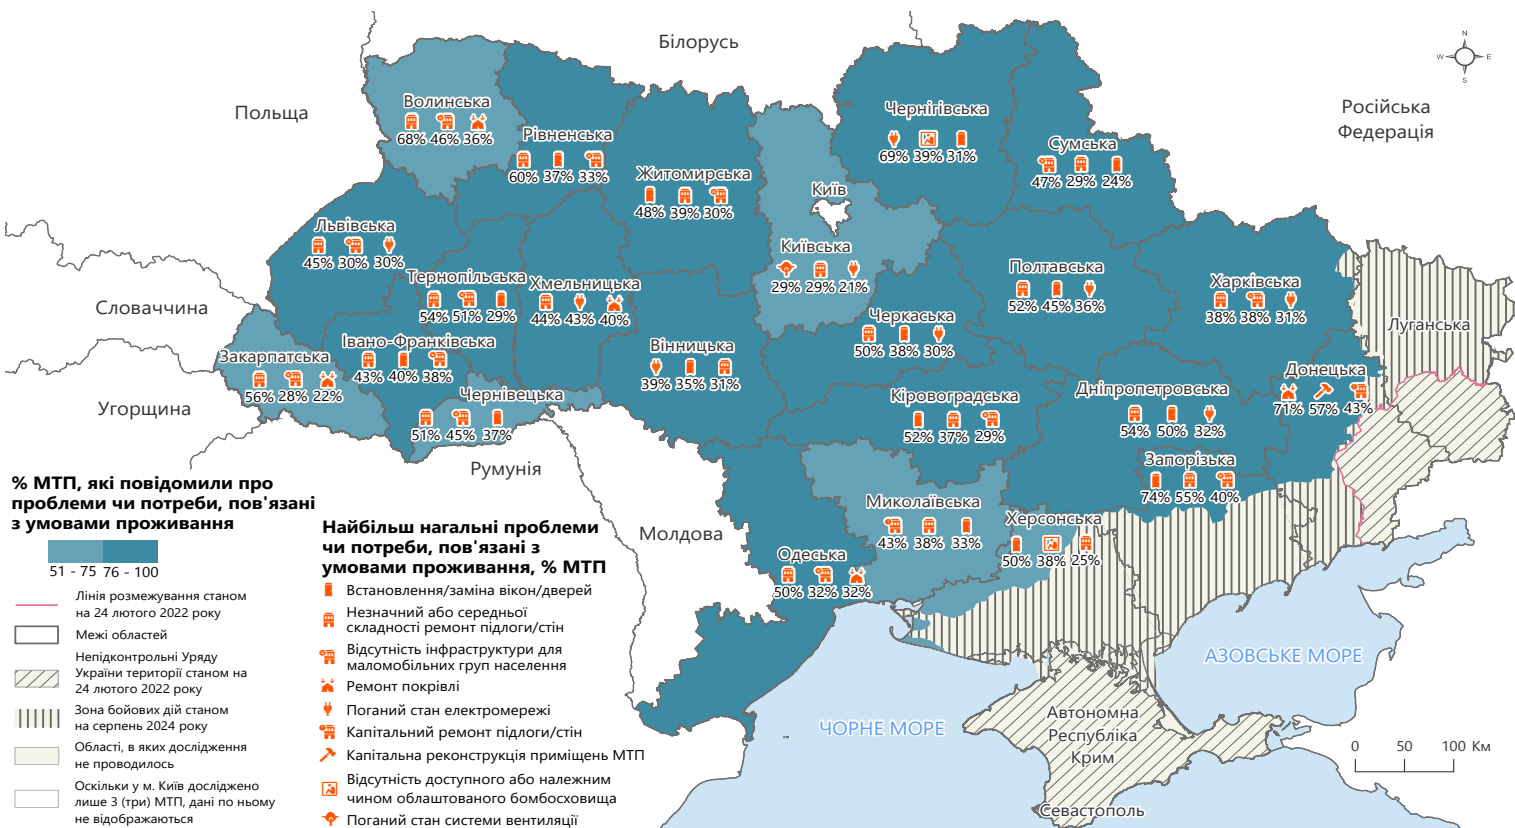 Білорусь
Польща
Російська
Федерація
Словаччина
Угорщина
Румунія
Молдова
N
W
E
S
Волинська
68% 46% 36%
Рівненська
60% 37% 33%
Житомирська
48% 39% 30%
Київ
Київська
29% 29% 21%
Чернігівська
69% 39% 31%
Сумська
47% 29% 24%
Львівська
45% 30% 30%
Тернопільська
54% 51% 29%
Хмельницька
44% 43% 40%
Полтавська
52% 45% 36%
Харківська
38% 38% 31%
Луганська
Черкаська
50% 38% 30%
Івано-Франківська
43% 40% 38%
Закарпатська
56% 28% 22%
Вінницька
39% 35% 31%
Чернівецька
51% 45% 37%
Кіровоградська
52% 37% 29%
Дніпропетровська
54% 50% 32%
Донецька
71% 57% 43%
Запорізька
74% 55% 40%
Миколаївська
43% 38% 33%
Херсонська
50% 38% 25%
Одеська
50% 32% 32%
АЗОВСЬКЕ МОРЕ
ЧОРНЕ МОРЕ
Автономна
Республіка
Крим
Севастополь
0 50 100 Км
% МТП, які повідомили про
проблеми чи потреби, пов'язані
з умовами проживання
51 - 75 76 - 100
Лінія розмежування станом
на 24 лютого 2022 року
Межі областей
Непідконтрольні Уряду
України території станом на
24 лютого 2022 року
Зона бойових дій станом
на серпень 2024 року
Області, в яких дослідження
не проводилось
Оскільки у м. Київ досліджено
лише 3 (три) МТП, дані по ньому
не відображаються
Найбільш нагальні проблеми
чи потреби, пов'язані з
умовами проживання, % МТП
Встановлення/заміна вікон/дверей
Незначний або середньої
складності ремонт підлоги/стін
Відсутність інфраструктури для
маломобільних груп населення
Ремонт покрівлі
Поганий стан електромережі
Капітальний ремонт підлоги/стін
Капітальна реконструкція приміщень МТП
Відсутність доступного або належним
чином облаштованого бомбосховища
Поганий стан системи вентиляції